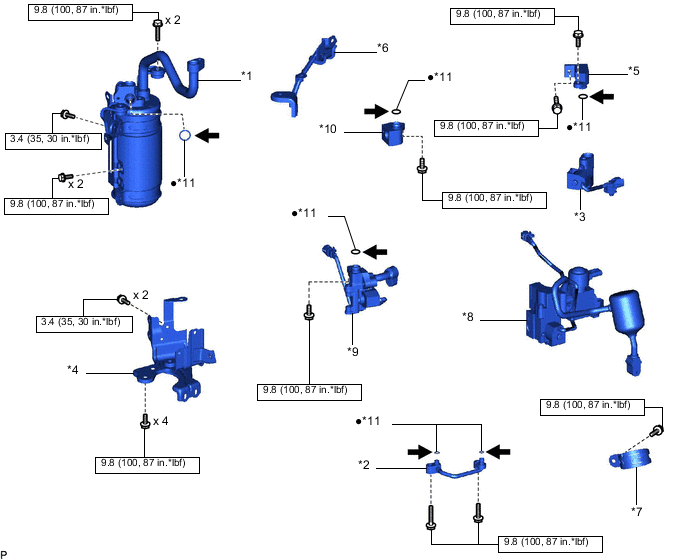 9.8 (100, 87 in.*lbf)
x 2
*1
*6
9.8 (100, 87 in.*lbf)
*5
●*11
*10
3.4 (35, 30 in.*lbf)
9.8 (100, 87 in.*lbf)
●*11
x 2
●*11
9.8 (100, 87 in.*lbf)
9.8 (100, 87 in.*lbf)
●*11
*3
x 2
3.4 (35, 30 in.*lbf)
*8
*9
*4
9.8 (100, 87 in.*lbf)
9.8 (100, 87 in.*lbf)
x 4
●*11
9.8 (100, 87 in.*lbf)
*2
*7
9.8 (100, 87 in.*lbf)
P